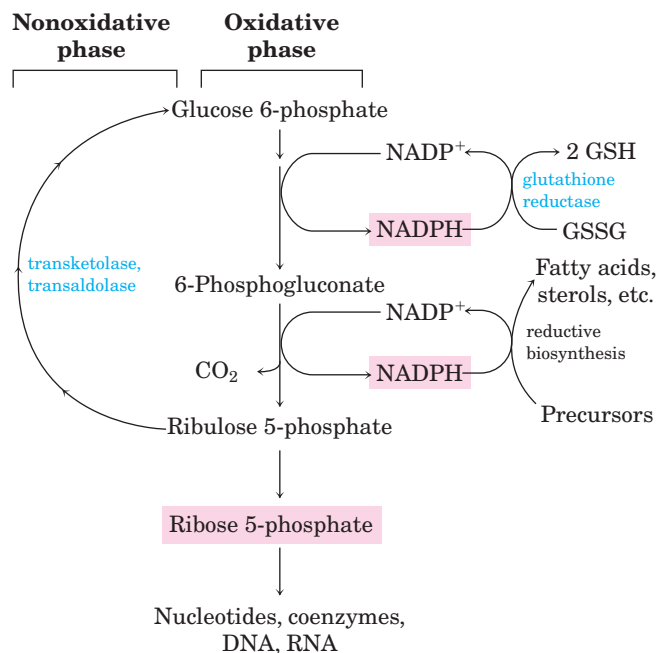 Nonoxidative
phase
Oxidative
phase
Glucose 6-phosphate
NADP+
2 GSH
glutathione
reductase
NADPH
GSSG
transketolase,
transaldolase
6-Phosphogluconate
Fatty acids,
sterols, etc.
NADP+
reductive
biosynthesis
CO2
NADPH
Precursors
Ribulose 5-phosphate
Ribose 5-phosphate
Nucleotides, coenzymes,
DNA, RNA